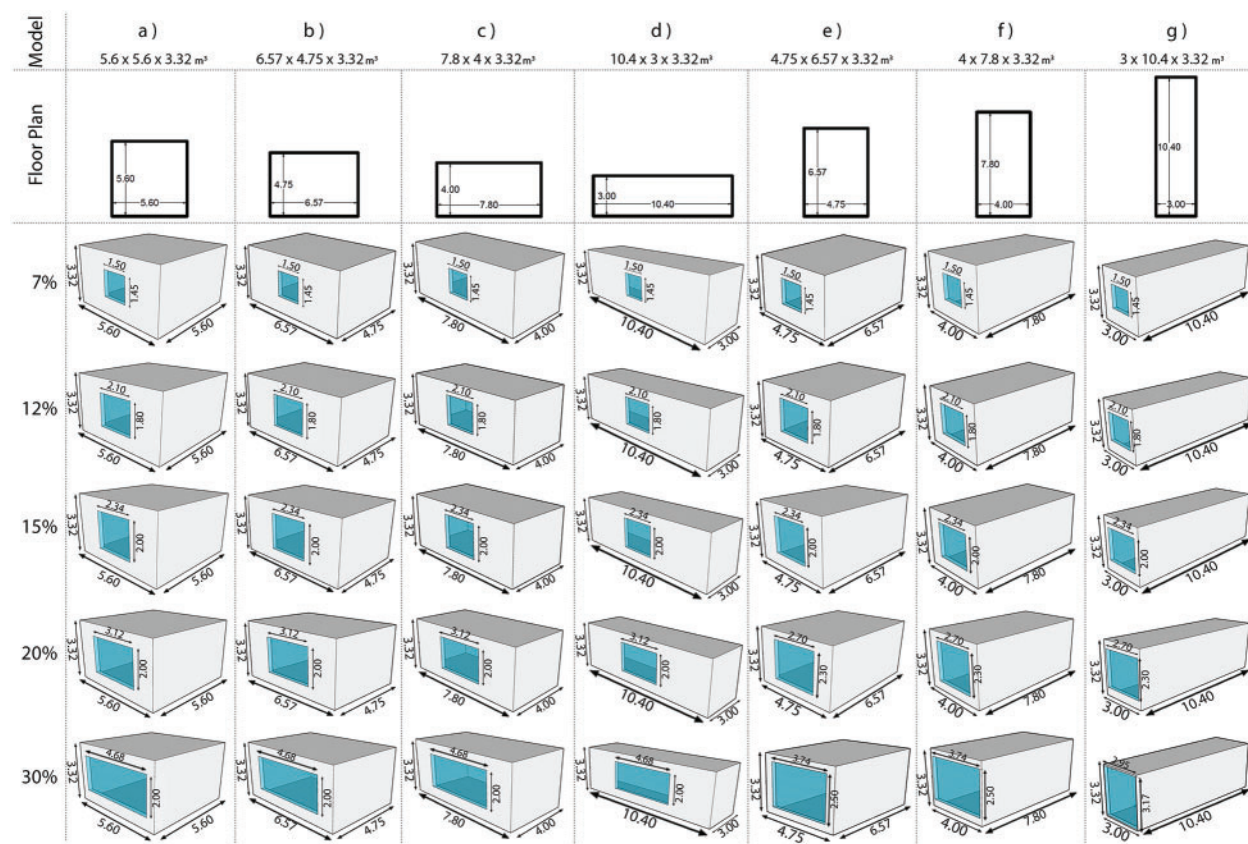 Model
a) b) c) d) e) f) g)
5.6 x 5.6 x 3.32 m³ 6.57 x 4.75 x 3.32 m³ 7.8 x 4 x 3.32 m³ 10.4 x 3 x 3.32 m³ 4.75 x 6.57 x 3.32 m³ 4 x 7.8 x 3.32 m³ 3 x 10.4 x 3.32 m³
Floor Plan
5.60 5.60 4.75 6.57 4.00 7.80 3.00 10.40 6.57 4.75 7.80 4.00 10.40 3.00
7%
3.32 1.50 1.45 5.60 5.60
3.32 1.50 1.45 6.57 4.75
3.32 1.50 1.45 7.80 4.00
3.32 1.50 1.45 10.40 3.00
3.32 1.50 1.45 4.75 6.57
3.32 1.50 1.45 4.00 7.80
3.32 1.50 1.45 3.00 10.40
12%
3.32 2.10 1.80 5.60 5.60
3.32 2.10 1.80 6.57 4.75
3.32 2.10 1.80 7.80 4.00
3.32 2.10 1.80 10.40 3.00
3.32 2.10 1.80 4.75 6.57
3.32 2.10 1.80 4.00 7.80
3.32 2.10 1.80 3.00 10.40
15%
3.32 2.34 2.00 5.60 5.60
3.32 2.34 2.00 6.57 4.75
3.32 2.34 2.00 7.80 4.00
3.32 2.34 2.00 10.40 3.00
3.32 2.34 2.00 4.75 6.57
3.32 2.34 2.00 4.00 7.80
3.32 2.34 2.00 3.00 10.40
20%
3.32 3.12 2.00 5.60 5.60
3.32 3.12 2.00 6.57 4.75
3.32 3.12 2.00 7.80 4.00
3.32 3.12 2.00 10.40 3.00
3.32 2.70 2.30 4.75 6.57
3.32 2.70 2.30 4.00 7.80
3.32 2.70 2.30 3.00 10.40
30%
3.32 4.68 2.00 5.60 5.60
3.32 4.68 2.00 6.57 4.75
3.32 4.68 2.00 7.80 4.00
3.32 4.68 2.00 10.40 3.00
3.32 3.74 2.50 4.75 6.57
3.32 3.74 2.50 4.00 7.80
3.32 2.95 3.17 3.00 10.40